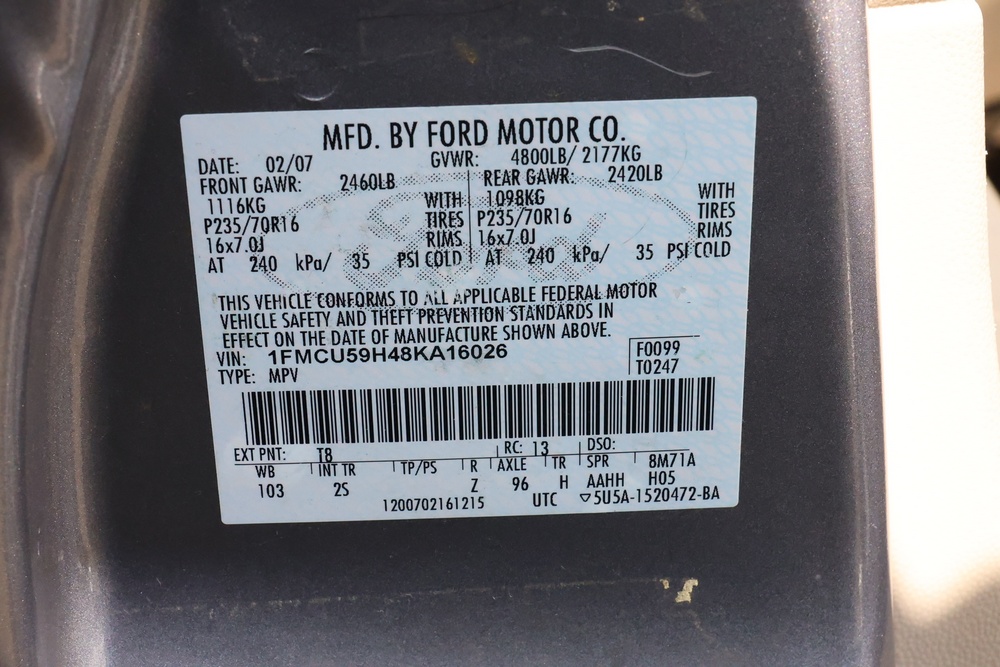 MFD. BY FORD MOTOR CO.
DATE: 02/07 GVWR: 4800LB/ 2177KG
FRONT GAWR: 2460LB REAR GAWR: 2420LB
1116KG WITH 1098KG WITH
P235/70R16 TIRES P235/70R16 TIRES
16x7.0J RIMS 16x7.0J RIMS
AT 240 kPa/ 35 PSI COLD AT 240 kPa/ 35 PSI COLD
Ford
THIS VEHICLE CONFORMS TO ALL APPLICABLE FEDERAL MOTOR
VEHICLE SAFETY AND THEFT PREVENTION STANDARDS IN
EFFECT ON THE DATE OF MANUFACTURE SHOWN ABOVE.
VIN: 1FMCU59H48KA16026 F0099
TYPE: MPV T0247
EXT PNT: T8 RC: 13 DSO:
WB INT TR TP/PS R AXLE TR SPR 8M71A
103 2S Z 96 H AAHH H05
1200702161215 UTC ▽5U5A-1520472-BA